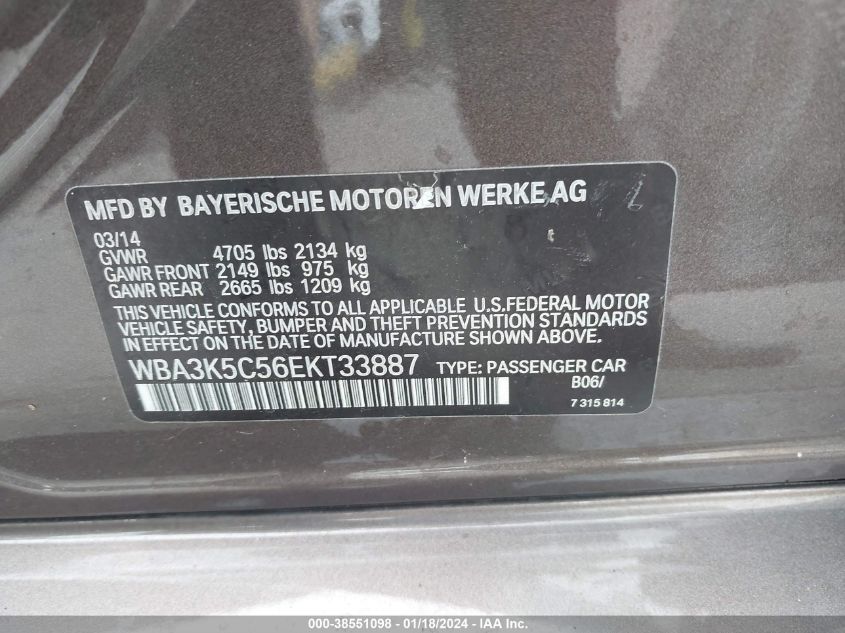 MFD BY BAYERISCHE MOTOREN WERKE AG
03/14
GVWR 4705 lbs 2134 kg
GAWR FRONT 2149 lbs 975 kg
GAWR REAR 2665 lbs 1209 kg
THIS VEHICLE CONFORMS TO ALL APPLICABLE U.S.FEDERAL MOTOR
VEHICLE SAFETY, BUMPER AND THEFT PREVENTION STANDARDS
IN EFFECT ON THE DATE OF MANUFACTURE SHOWN ABOVE.
WBA3K5C56EKT33887 TYPE: PASSENGER CAR
B06/
7 315 814
000-38551098 - 01/18/2024 - IAA Inc.